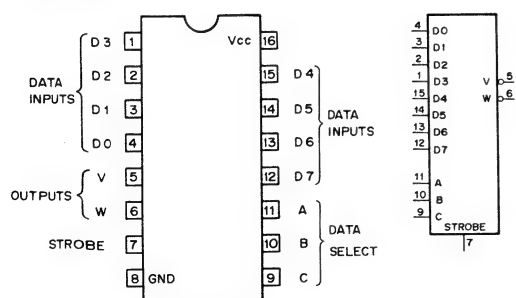 D3 1
16 Vcc
D2 2
15 D4
DATA
INPUTS
D1 3
14 D5
DATA
INPUTS
D0 4
13 D6
V 5
12 D7
OUTPUTS
W 6
11 A
STROBE 7
10 B
DATA
SELECT
8 GND
9 C
4 D0
3 D1
2 D2
1 D3
V 5
15 D4
W 6
14 D5
13 D6
12 D7
11 A
10 B
9 C
STROBE
7